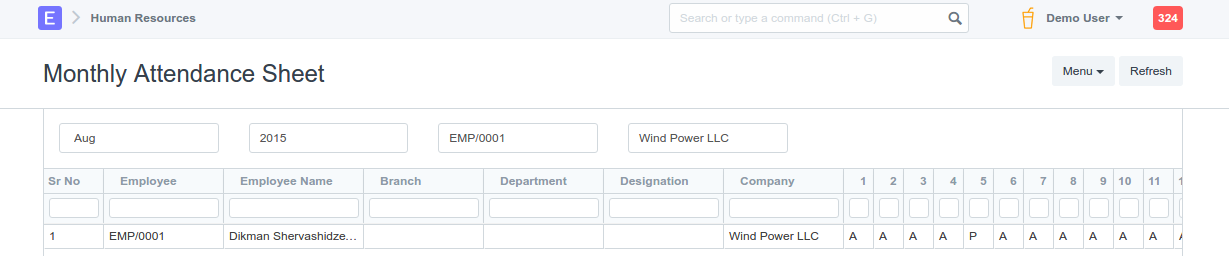 E Human Resources Search or type a command (Ctrl + G) Demo User 324
Monthly Attendance Sheet Menu Refresh
Aug 2015 EMP/0001 Wind Power LLC
Sr No Employee Employee Name Branch Department Designation Company 1 2 3 4 5 6 7 8 9 10 11
1 EMP/0001 Dikman Shervashidze... Wind Power LLC A A A A P A A A A A A